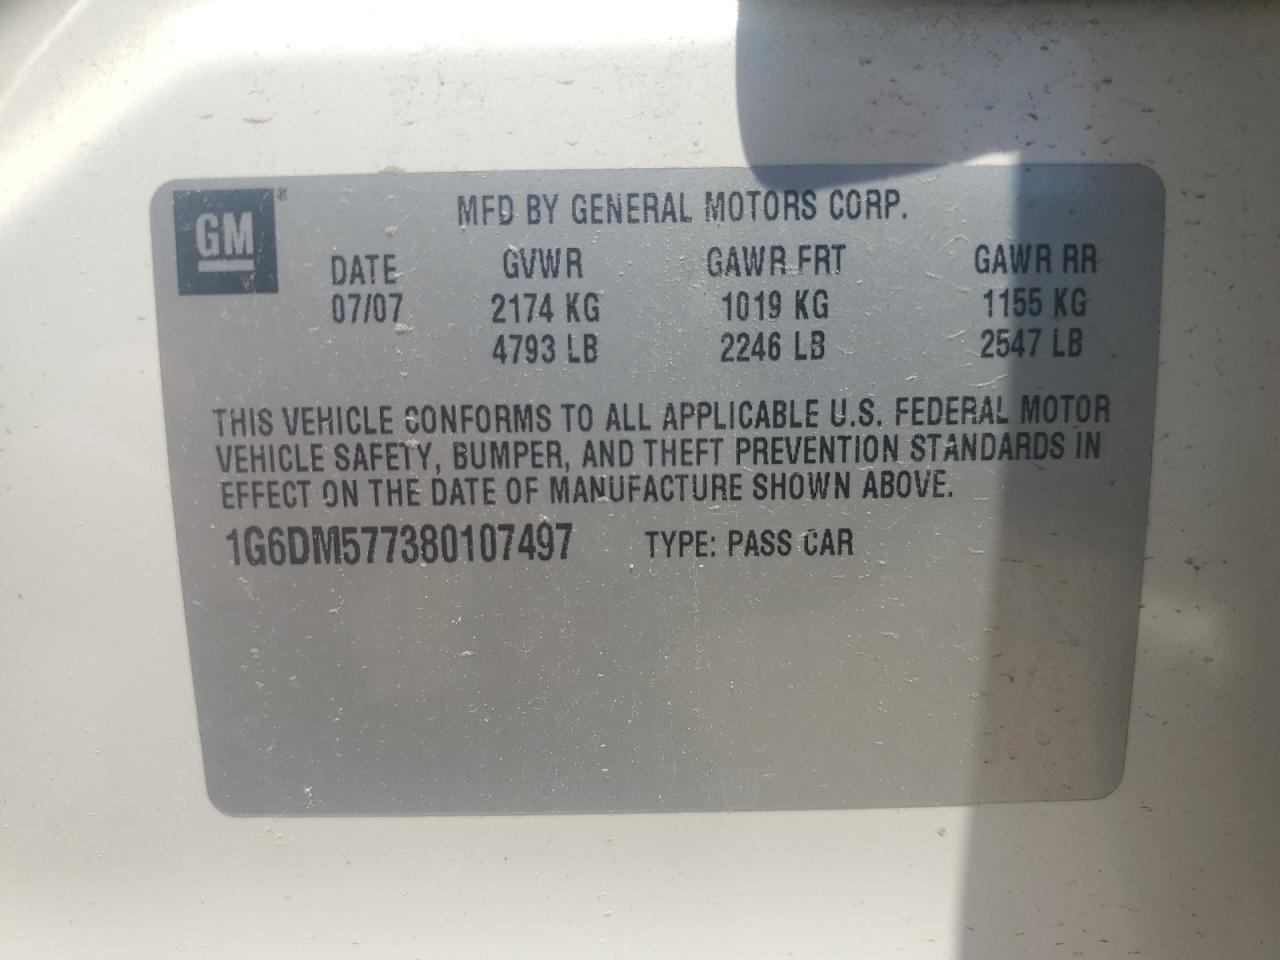 GM®
MFD BY GENERAL MOTORS CORP.
DATE GVWR GAWR FRT GAWR RR
07/07 2174 KG 1019 KG 1155 KG
4793 LB 2246 LB 2547 LB
THIS VEHICLE CONFORMS TO ALL APPLICABLE U.S. FEDERAL MOTOR
VEHICLE SAFETY, BUMPER, AND THEFT PREVENTION STANDARDS IN
EFFECT ON THE DATE OF MANUFACTURE SHOWN ABOVE.
1G6DM577380107497 TYPE: PASS CAR